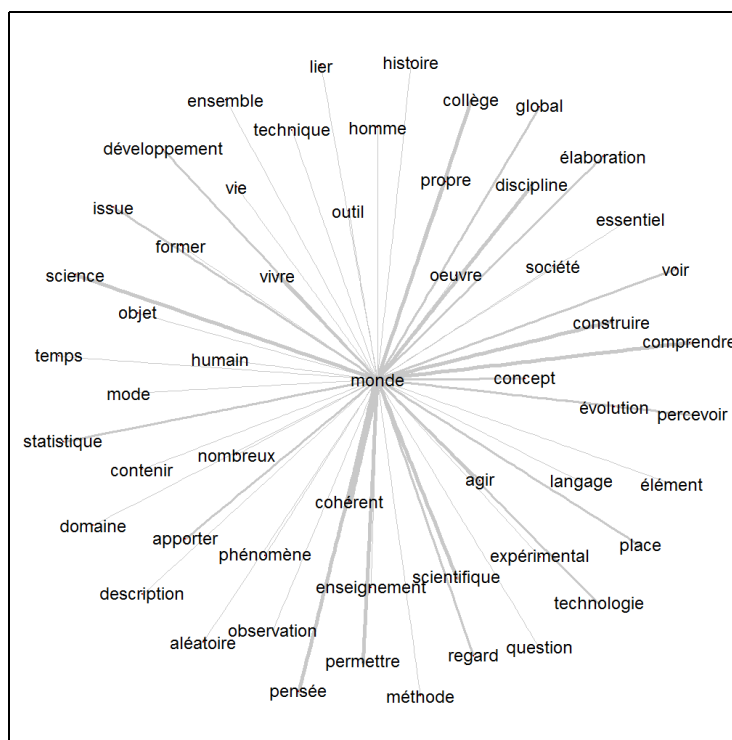 histoire
lier
collège
ensemble
global
technique
homme
développement
élaboration
propre
discipline
vie
issue
outil
essentiel
former
société
voir
science
vivre
oeuvre
objet
construire
comprendre
temps
humain
monde
concept
mode
évolution
percevoir
statistique
nombreux
contenir
agir
langage
élément
cohérent
domaine
apporter
place
phénomène
expérimental
scientifique
enseignement
description
technologie
observation
aléatoire
question
regard
permettre
pensée
méthode